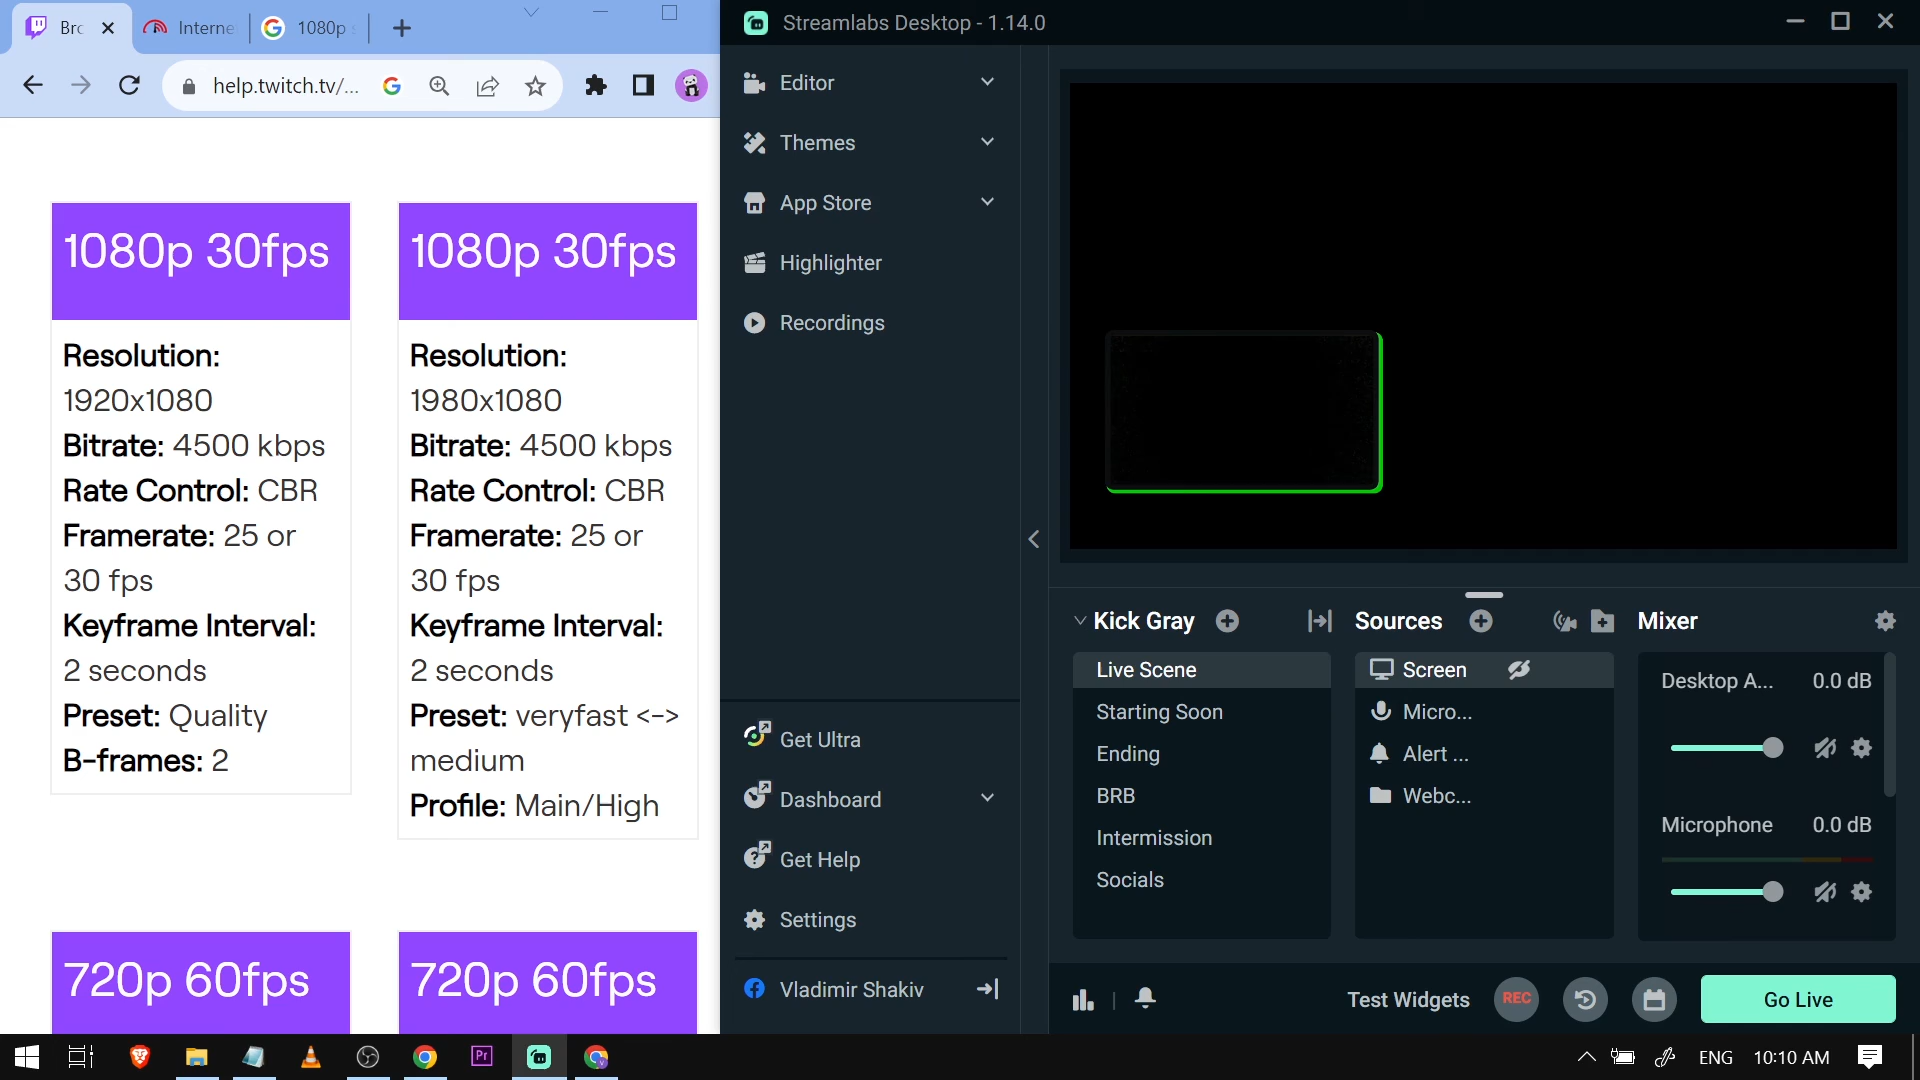 Brc
Interne
1080p s
help.twitch.tv/...
1080p 30fps
Resolution:
1920x1080
Bitrate: 4500 kbps
Rate Control: CBR
Framerate: 25 or
30 fps
Keyframe Interval:
2 seconds
Preset: Quality
B-frames: 2
1080p 30fps
Resolution:
1980x1080
Bitrate: 4500 kbps
Rate Control: CBR
Framerate: 25 or
30 fps
Keyframe Interval:
2 seconds
Preset: veryfast <->
medium
Profile: Main/High
720p 60fps
720p 60fps
Streamlabs Desktop - 1.14.0
Editor
Themes
App Store
Highlighter
Recordings
Get Ultra
Dashboard
Get Help
Settings
Vladimir Shakiv
Kick Gray
Live Scene
Starting Soon
Ending
BRB
Intermission
Socials
Sources
Screen
Micro...
Alert ...
Webc...
Mixer
Desktop A... 0.0 dB
Microphone 0.0 dB
Test Widgets
REC
Go Live
Pr
ENG
10:10 AM